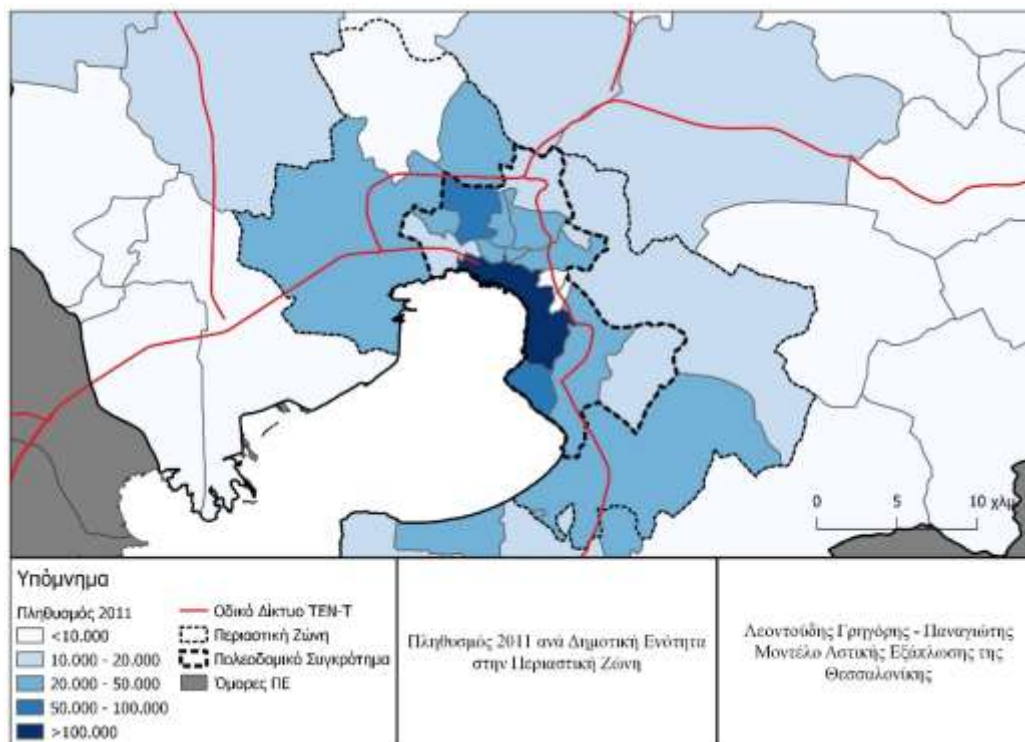 0 5 10 χλμ
Υπόμνημα
Πληθυσμός 2011
<10.000
10.000 - 20.000
20.000 - 50.000
50.000 - 100.000
>100.000
Οδικό Δίκτυο ΤΕΝ-Τ
Περιαστική Ζώνη
Πολεοδομικό Συγκρότημα
Όμορες ΠΕ
Πληθυσμός 2011 ανά Δημοτική Ενότητα
στην Περιαστική Ζώνη
Λεοντούδης Γρηγόρης - Παναγιώτης
Μοντέλο Αστικής Εξάπλωσης της
Θεσσαλονίκης